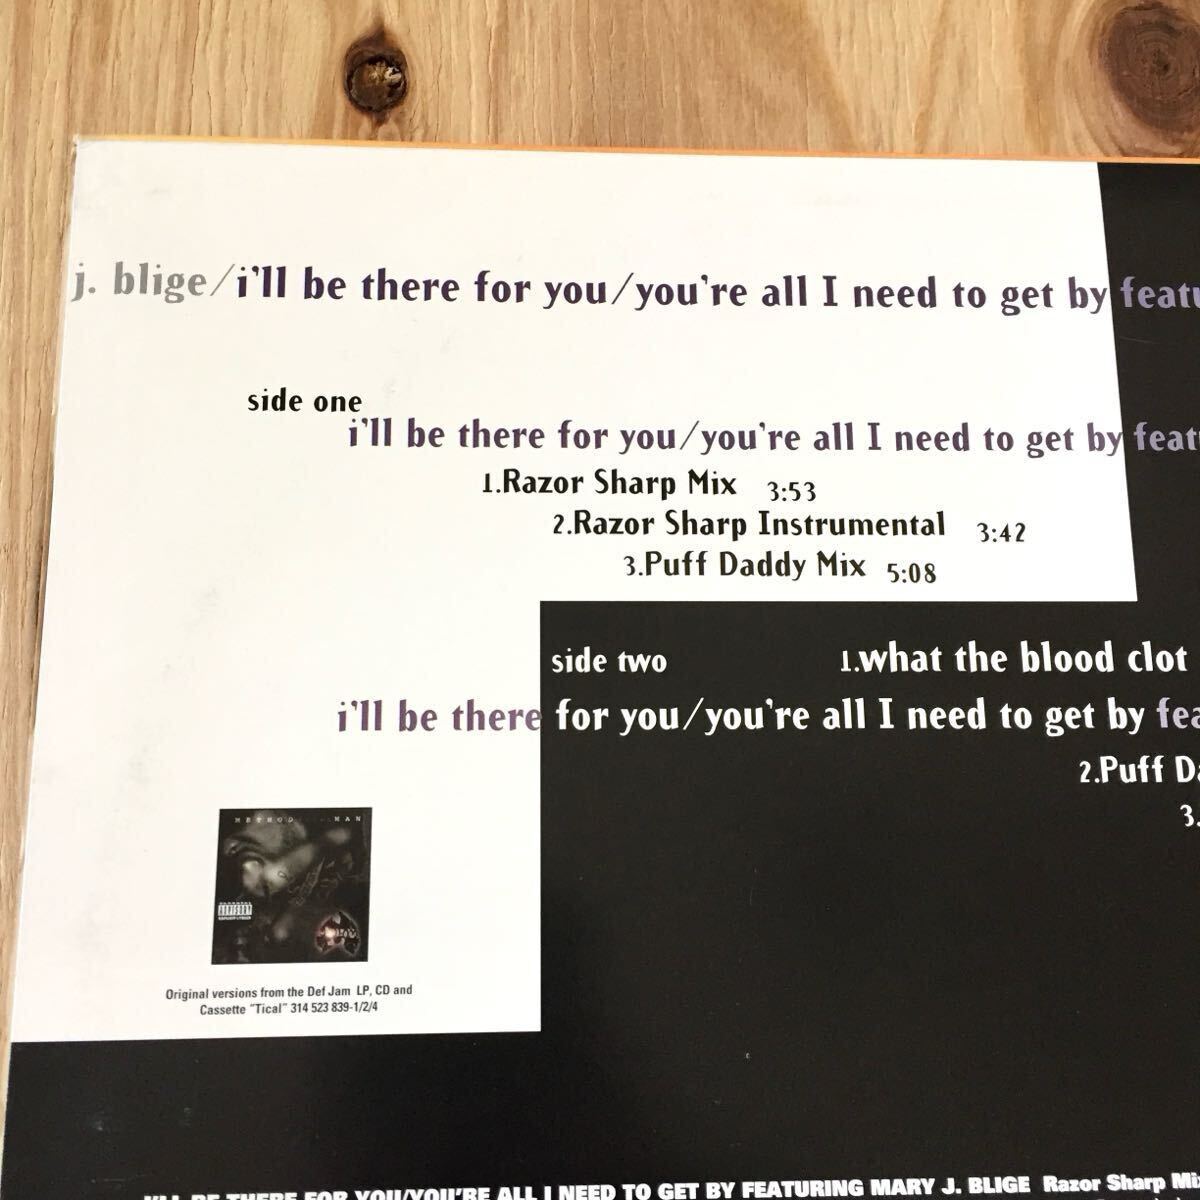 j. blige/i'll be there for you/you're all I need to get by featu
side one
i'll be there for you/you're all I need to get by feat
1.Razor Sharp Mix 3:53
2.Razor Sharp Instrumental 3:42
3.Puff Daddy Mix 5:08
side two 1.what the blood clot
i'll be there for you/you're all I need to get by fea
2.Puff Da
3.
METHOD MAN
ADVISORY
Original versions from the Def Jam LP, CD and
Cassette "Tical" 314 523 839-1/2/4
I'LL BE THERE FOR YOU/YOU'RE ALL I NEED TO GET BY FEATURING MARY J. BLIGE Razor Sharp Mi